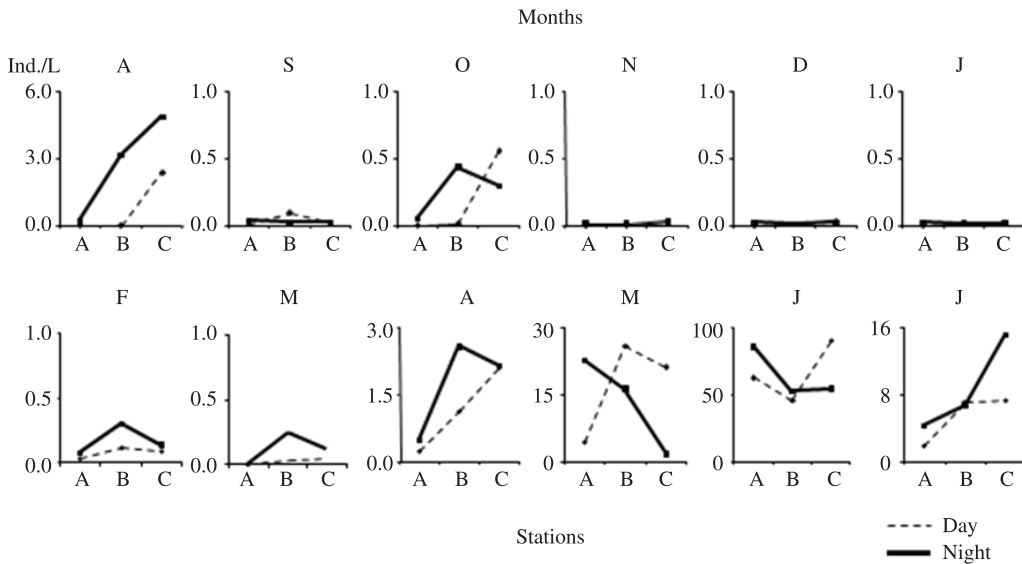 Months
Ind./L A S O N D J
6.0 1.0 1.0 1.0 1.0 1.0
3.0 0.5 0.5 0.5 0.5 0.5
0.0 0.0 0.0 0.0 0.0 0.0
A B C A B C A B C A B C A B C A B C
F M A M J J
1.0 1.0 3.0 30 100 16
0.5 0.5 1.5 15 50 8
0.0 0.0 0.0 0 0 0
A B C A B C A B C A B C A B C A B C
Stations
Day
Night